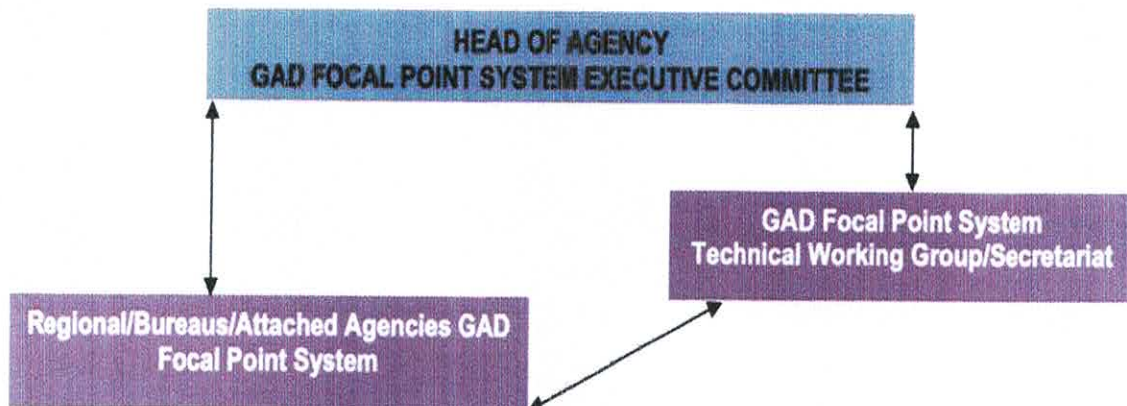 HEAD OF AGENCY
GAD FOCAL POINT SYSTEM EXECUTIVE COMMITTEE
GAD Focal Point System
Technical Working Group/Secretariat
Regional/Bureaus/Attached Agencies GAD
Focal Point System